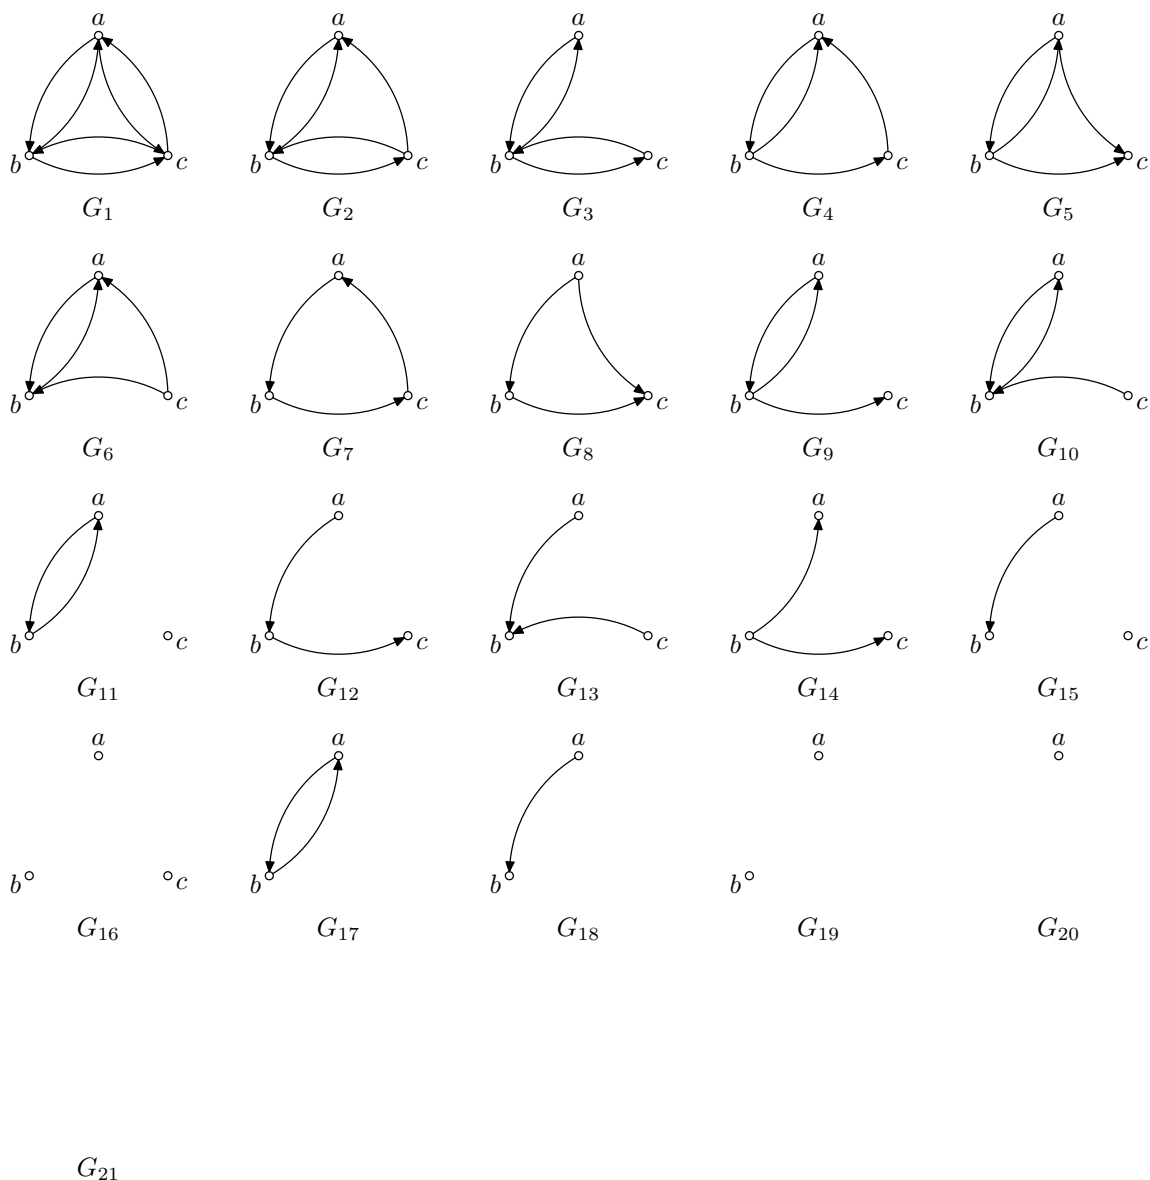 a a a a a
b c b c b c b c b c
G₁ G₂ G₃ G₄ G₅
a a a a a
b c b c b c b c b c
G₆ G₇ G₈ G₉ G₁₀
a a a a a
b c b c b c b c b c
G₁₁ G₁₂ G₁₃ G₁₄ G₁₅
a a a a a
b c b b b
G₁₆ G₁₇ G₁₈ G₁₉ G₂₀
G₂₁